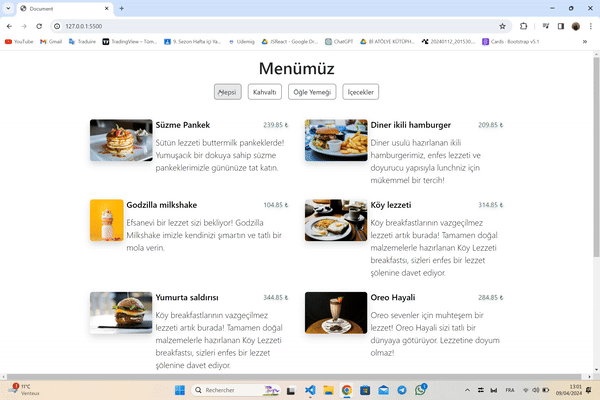 Document
127.0.0.1:5500
YouTube
Gmail
Traduire
TradingView – Tüm...
9. Sezon Hafta içi Va...
Udemig
(SReact - Google Dr...
ChatGPT
Bİ ATÖLYE KÜTÜPH...
20240112_201530....
Cards · Bootstrap v5.1
Menümüz
Hepsi
Kahvaltı
Öğle Yemeği
İçecekler
Süzme Pankek 239.85 ₺
Sütün lezzeti buttermilk pankeklerde!
Yumuşacık bir dokuya sahip süzme
pankeklerimizle gününüze tat katın.
Diner ikili hamburger 209.85 ₺
Diner usulü hazırlanan ikili
hamburgerimiz, enfes lezzeti ve
doyurucu yapısıyla lunchniz için
mükemmel bir tercih!
Godzilla milkshake 104.85 ₺
Efsanevi bir lezzet sizi bekliyor! Godzilla
Milkshake imizle kendinizi şımartın ve tatlı bir
mola verin.
Köy lezzeti 314.85 ₺
Köy breakfastlarının vazgeçilmez
lezzeti artık burada! Tamamen doğal
malzemelerle hazırlanan Köy Lezzeti
breakfastsı, sizleri enfes bir lezzet
şölenine davet ediyor.
Yumurta saldırısı 344.85 ₺
Köy breakfastlarının vazgeçilmez
lezzeti artık burada! Tamamen doğal
malzemelerle hazırlanan Köy Lezzeti
breakfastsı, sizleri enfes bir lezzet
şölenine davet ediyor.
Oreo Hayali 284.85 ₺
Oreo sevenler için muhteşem bir
lezzet! Oreo Hayali sizi tatlı bir
dünyaya götürüyor. Lezzetine doyum
olmaz!
11°C
Venteux
Rechercher
FRA
13:01
09/04/2024